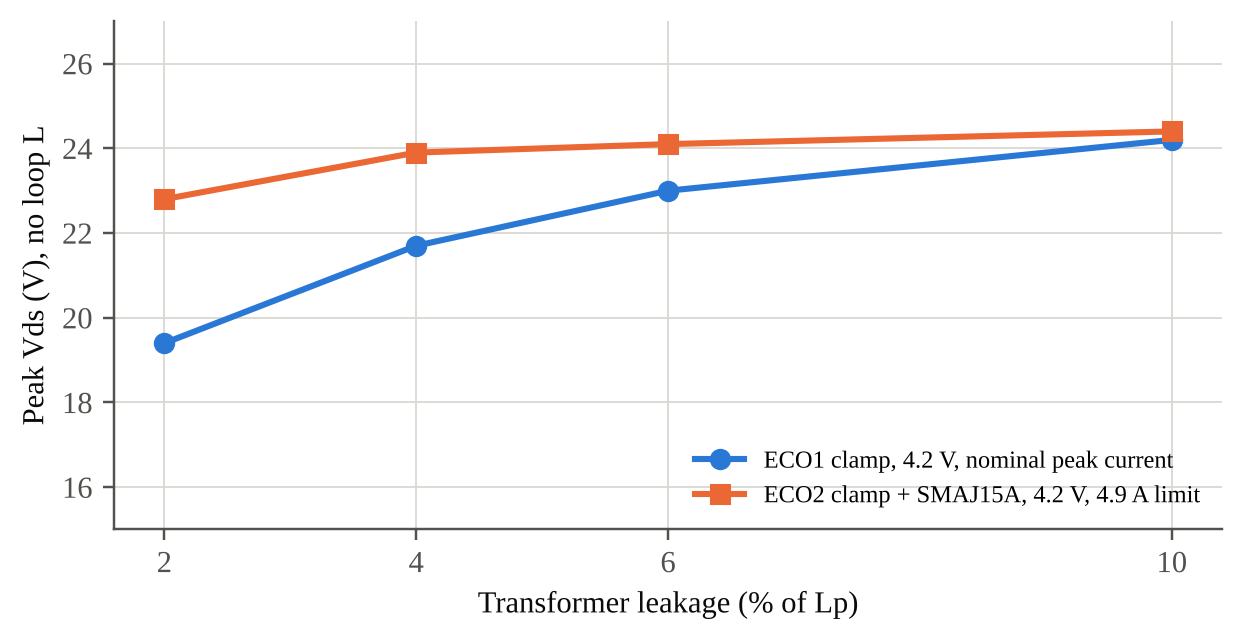 26
24
22
20
18
16
Peak Vds (V), no loop L
ECO1 clamp, 4.2 V, nominal peak current
ECO2 clamp + SMAJ15A, 4.2 V, 4.9 A limit
2 4 6 10
Transformer leakage (% of Lp)